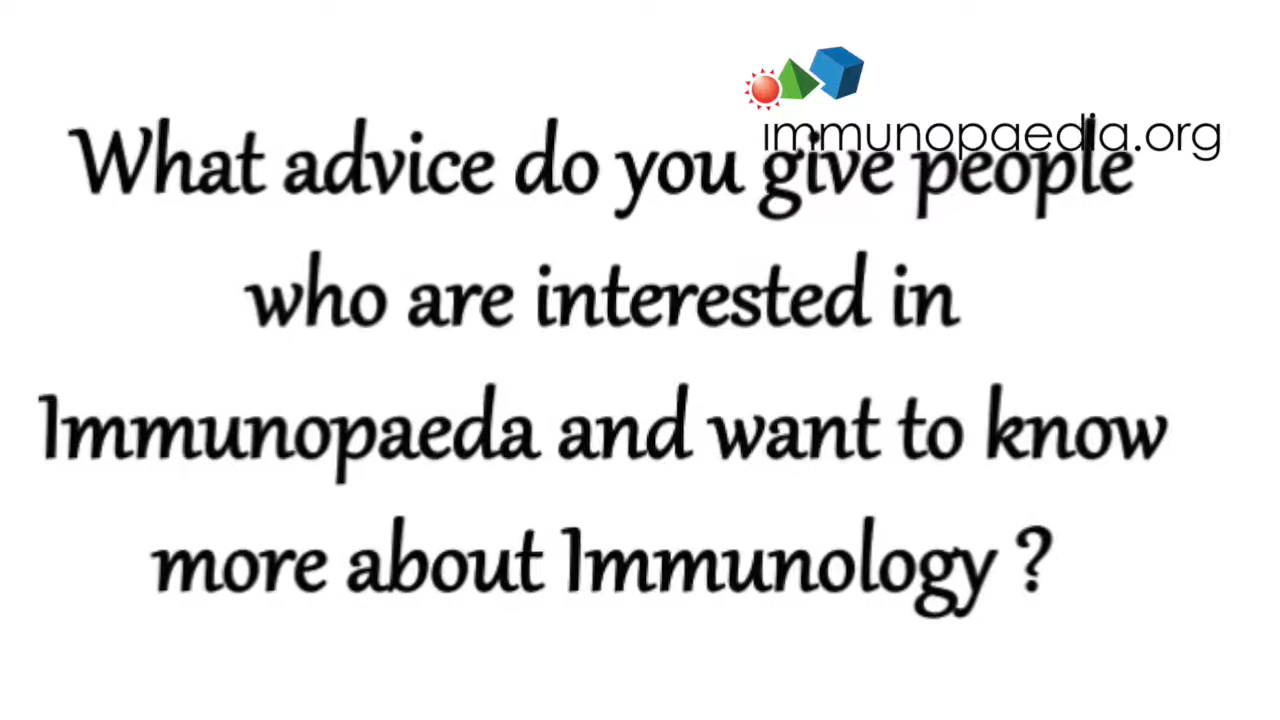 immunopaedia.org
What advice do you give people
who are interested in
Immunopaeda and want to know
more about Immunology ?